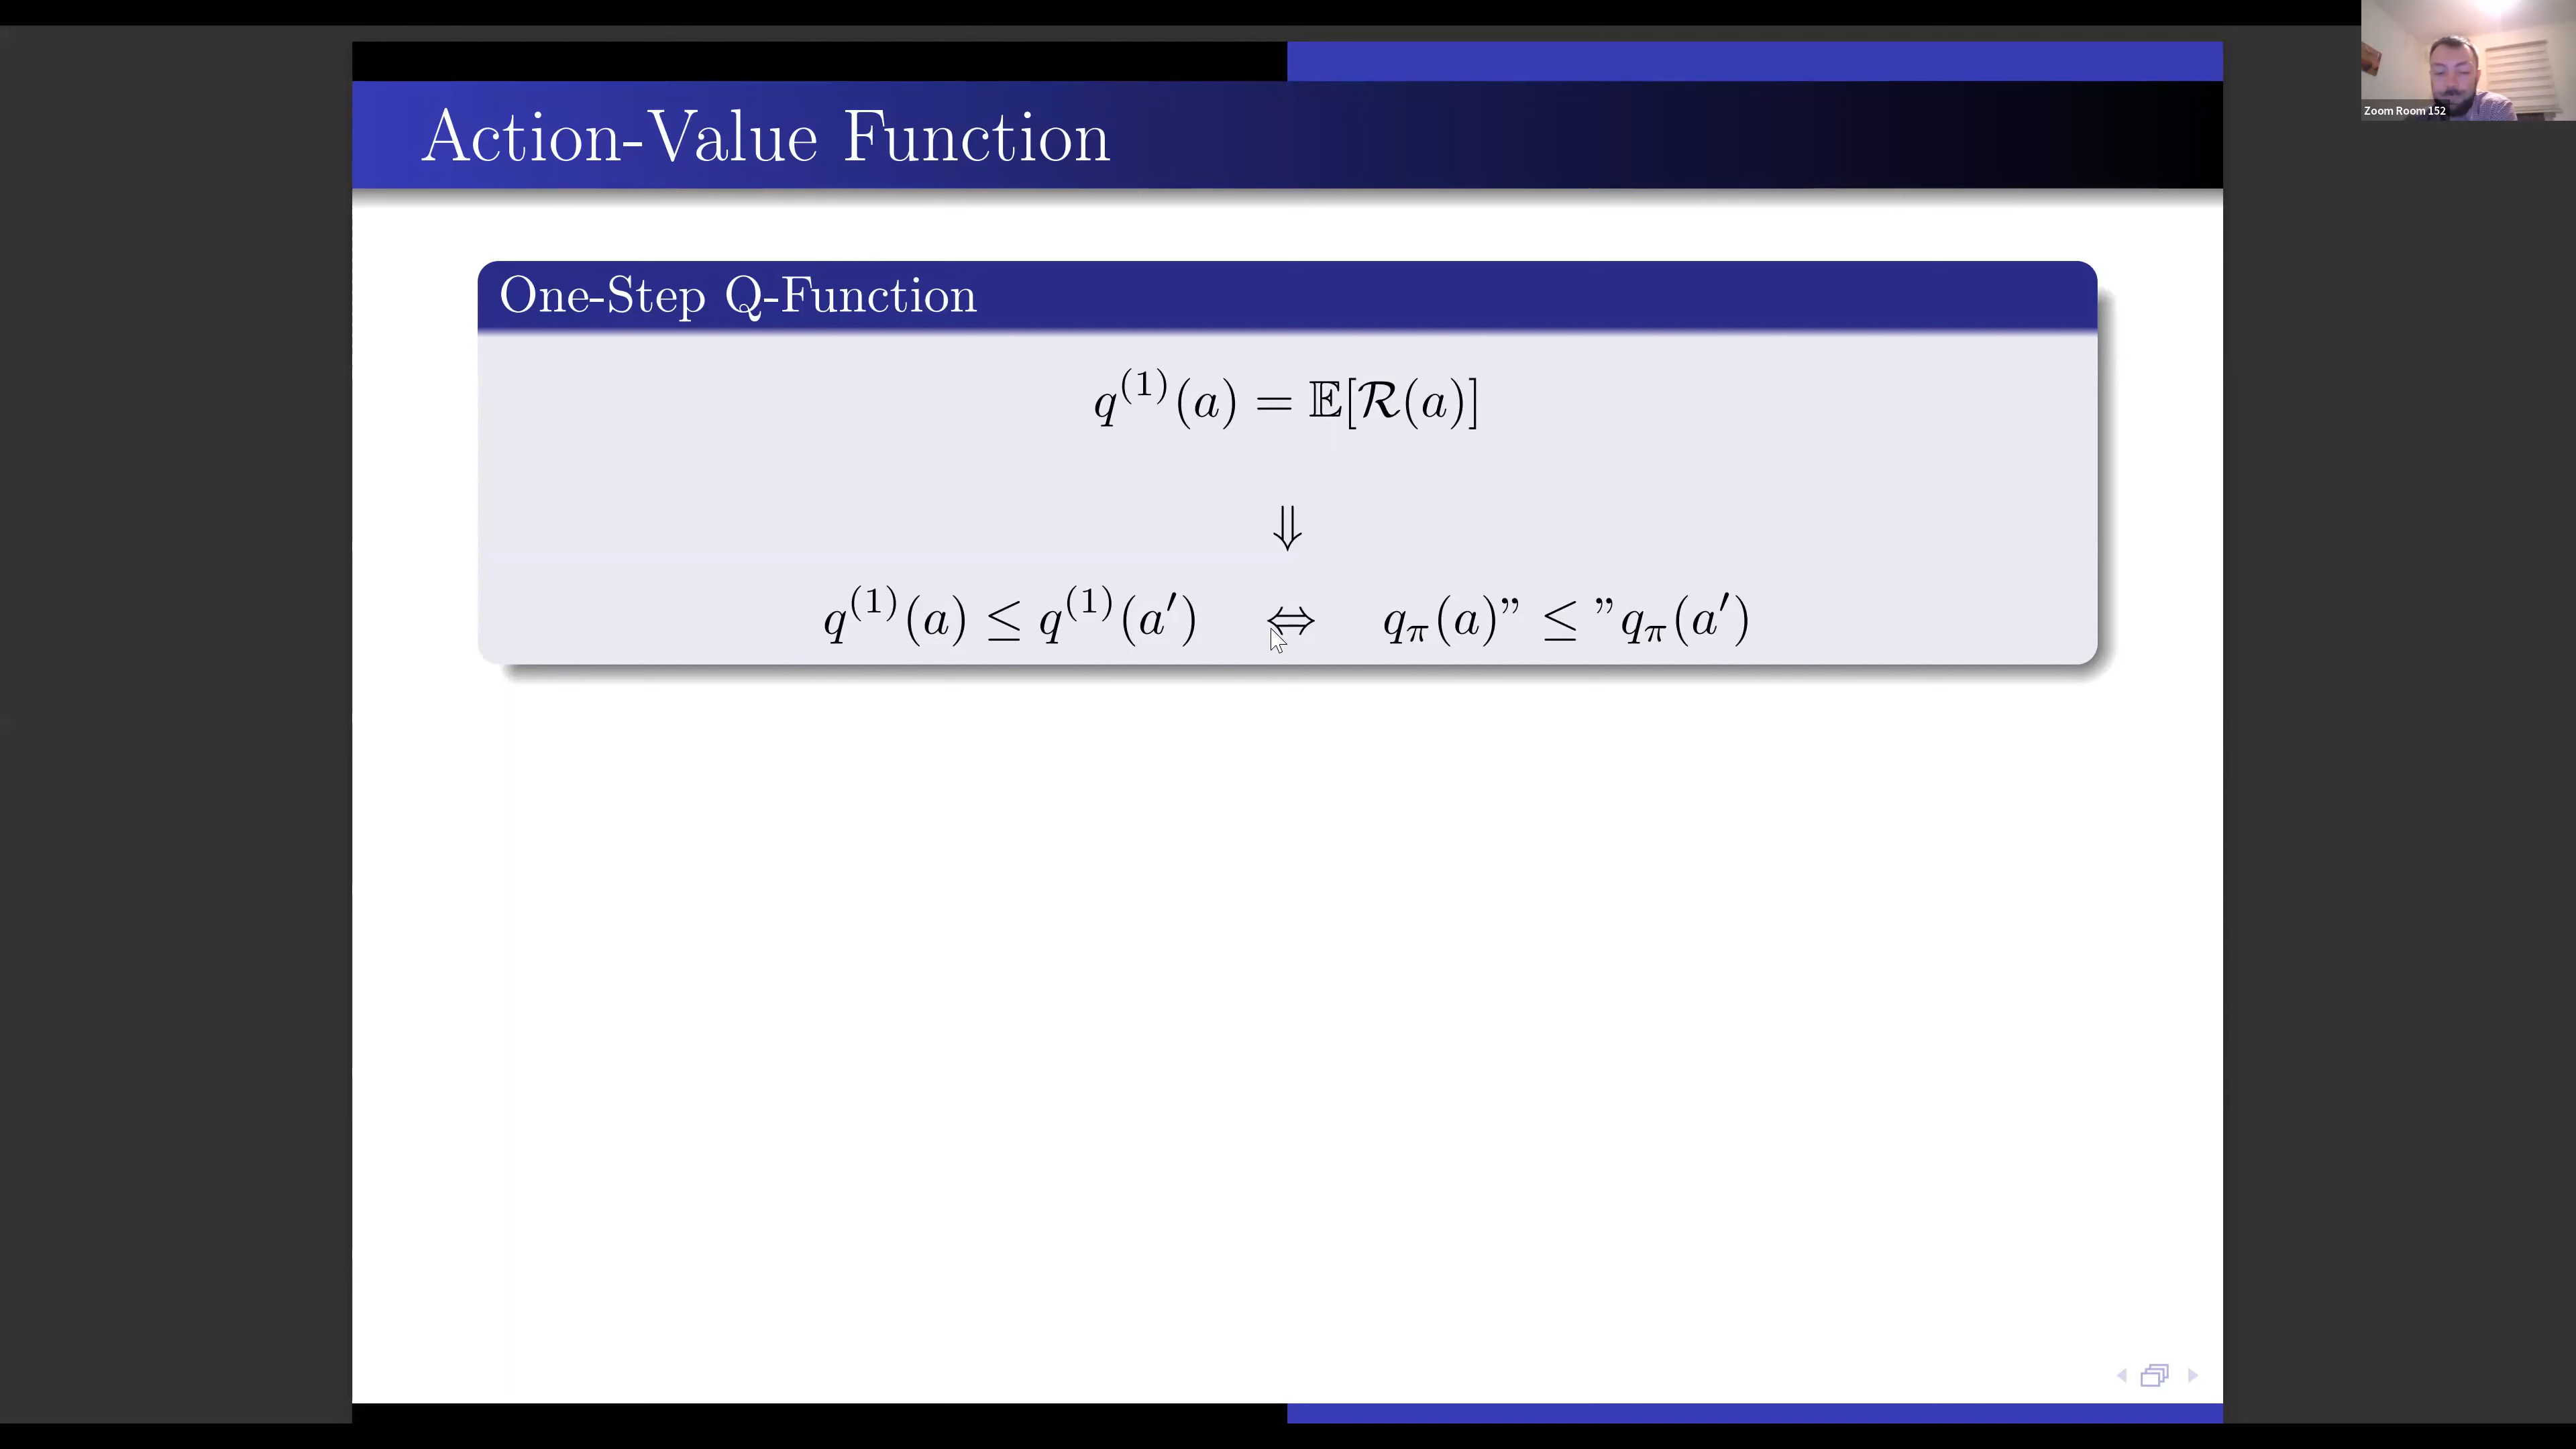 Zoom Room 152
Action-Value Function
One-Step Q-Function
q^{(1)}(a) = 𝔼[ℛ(a)]
⇓
q^{(1)}(a) ≤ q^{(1)}(a′) ⇔ q_π(a)” ≤ ”q_π(a′)